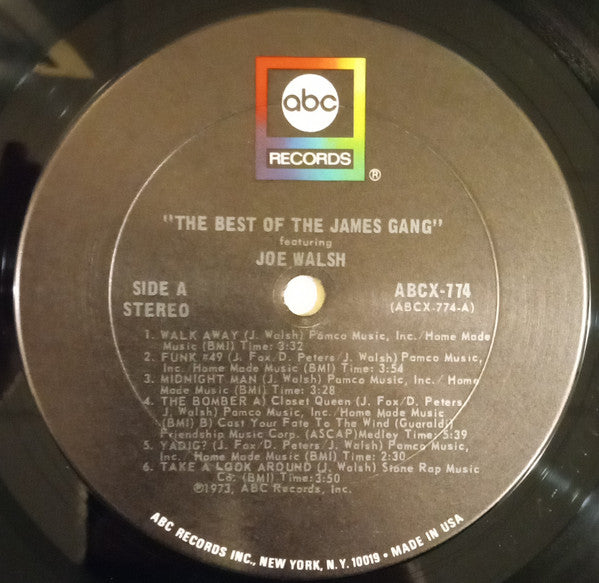 abc
RECORDS
®
"THE BEST OF THE JAMES GANG"
featuring
JOE WALSH
SIDE A
STEREO
ABCX-774
(ABCX-774-A)
1. WALK AWAY (J. Walsh) Pamco Music, Inc./Home Made
Music (BMI) Time: 3:32
2. FUNK #49 (J. Fox/D. Peters/J. Walsh) Pamco Music,
Inc./Home Made Music (BMI) Time: 3:54
3. MIDNIGHT MAN (J. Walsh) Pamco Music, Inc./Home
Made Music (BMI) Time: 3:28
4. THE BOMBER A) Closet Queen (J. Fox/D. Peters
J. Walsh) Pamco Music, Inc./Home Made Music
(BMI) B) Cast Your Fate To The Wind (Guaraldi)
Friendship Music Corp. (ASCAP)Medley Time: 5:39
5. YADIG? (J. Fox/D. Peters/J. Walsh) Pamco Music,
Inc./Home Made Music (BMI) Time: 2:30
6. TAKE A LOOK AROUND (J. Walsh) Stone Rap Music
Co. (BMI) Time: 3:50
℗1973, ABC Records, Inc.
ABC RECORDS INC., NEW YORK, N.Y. 10019 • MADE IN USA